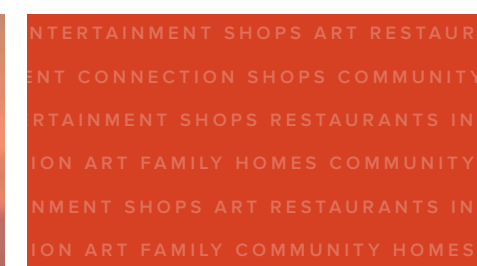 NTERTAINMENT SHOPS ART RESTAUR
ENT CONNECTION SHOPS COMMUNITY
RTAINMENT SHOPS RESTAURANTS IN
ION ART FAMILY HOMES COMMUNITY
NMENT SHOPS ART RESTAURANTS IN
ION ART FAMILY COMMUNITY HOMES